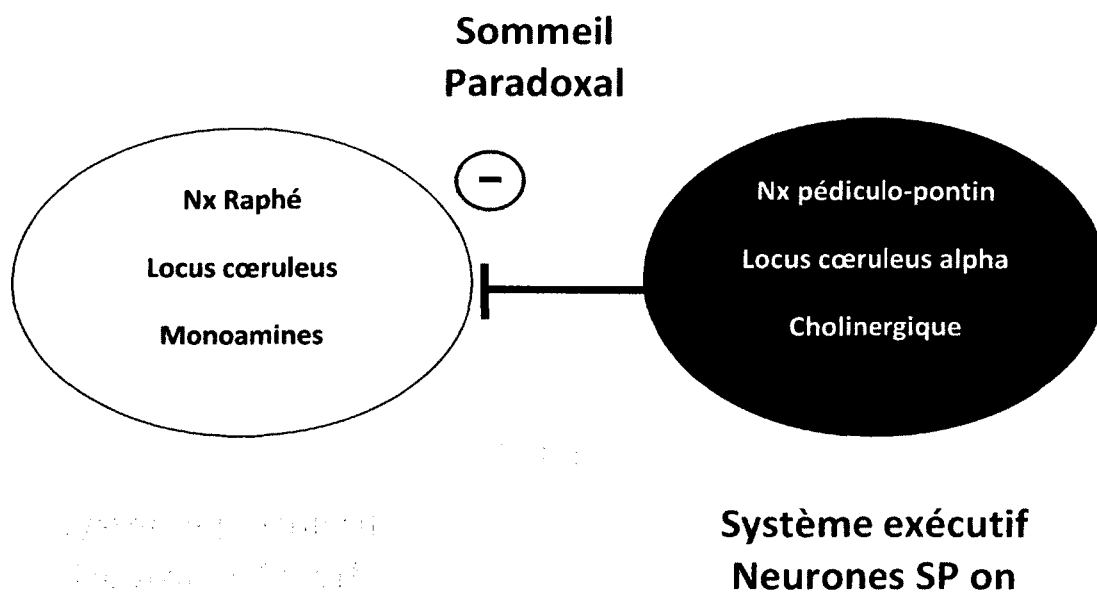 Sommeil
Paradoxal
−
Nx Raphé
Locus cœruleus
Monoamines
Nx pédiculo-pontin
Locus cœruleus alpha
Cholinergique
Système exécutif
Neurones SP on